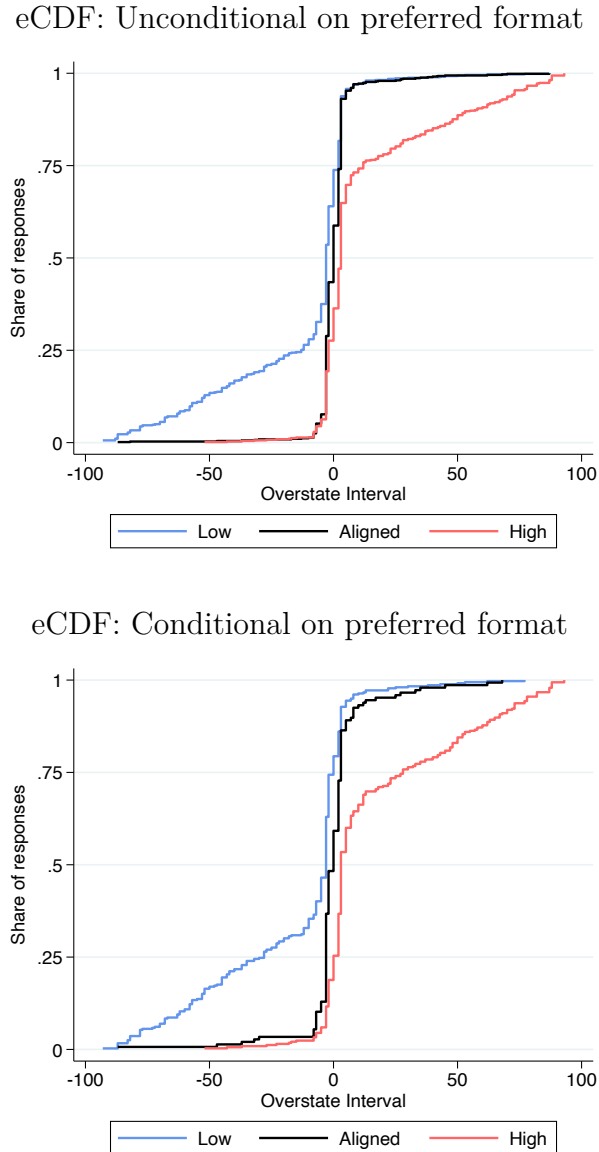 eCDF: Unconditional on preferred format
1
.75
.5
.25
0
Share of responses
-100 -50 0 50 100
Overstate Interval
Low Aligned High
eCDF: Conditional on preferred format
1
.75
.5
.25
0
Share of responses
-100 -50 0 50 100
Overstate Interval
Low Aligned High